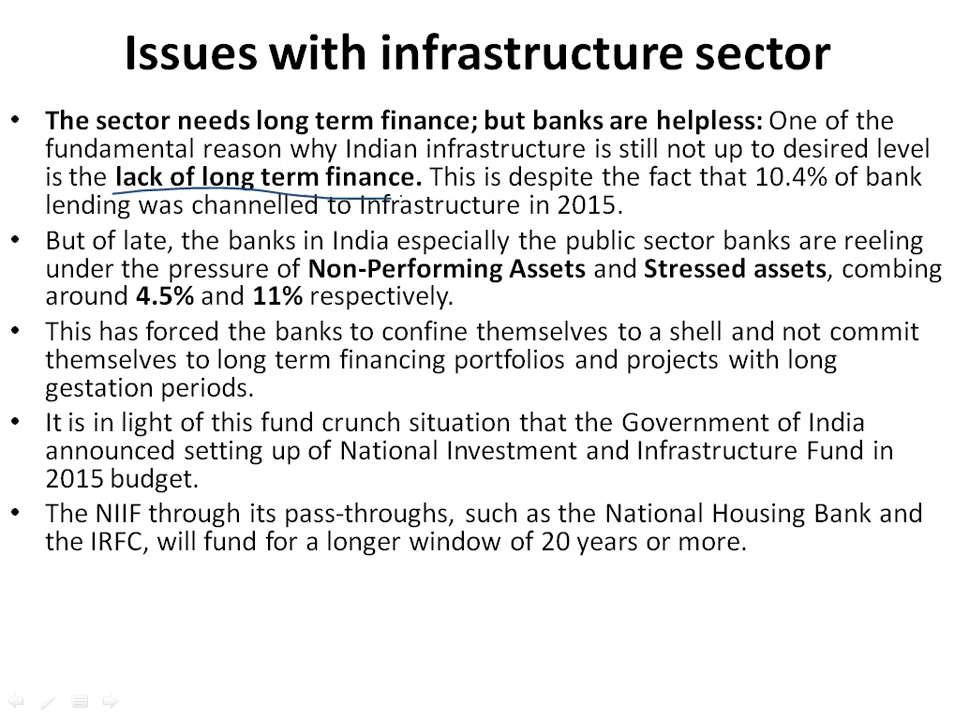 Issues with infrastructure sector
• The sector needs long term finance; but banks are helpless: One of the
fundamental reason why Indian infrastructure is still not up to desired level
is the lack of long term finance. This is despite the fact that 10.4% of bank
lending was channelled to Infrastructure in 2015.
• But of late, the banks in India especially the public sector banks are reeling
under the pressure of Non-Performing Assets and Stressed assets, combing
around 4.5% and 11% respectively.
• This has forced the banks to confine themselves to a shell and not commit
themselves to long term financing portfolios and projects with long
gestation periods.
• It is in light of this fund crunch situation that the Government of India
announced setting up of National Investment and Infrastructure Fund in
2015 budget.
• The NIIF through its pass-throughs, such as the National Housing Bank and
the IRFC, will fund for a longer window of 20 years or more.